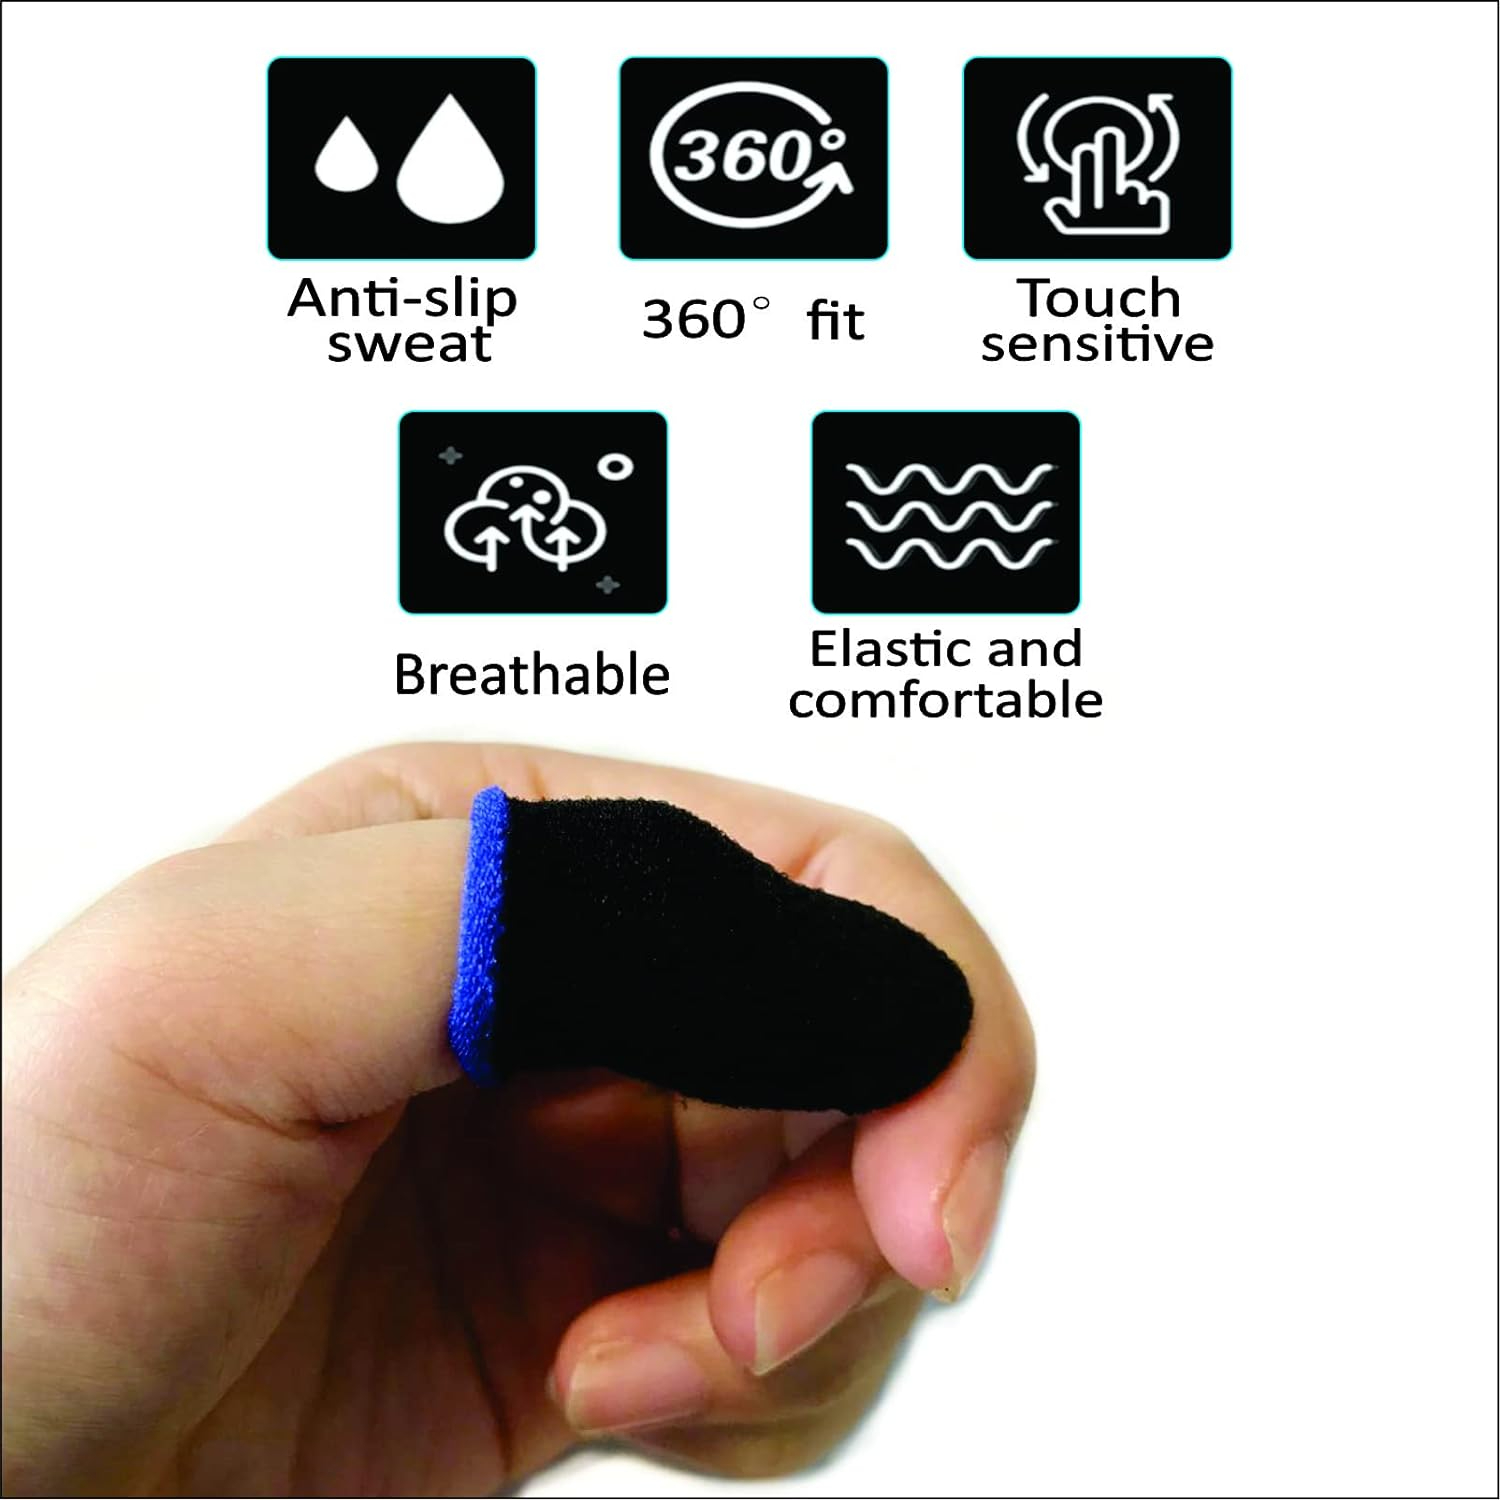 360°
Anti-slip
sweat
360° fit
Touch
sensitive
Breathable
Elastic and
comfortable